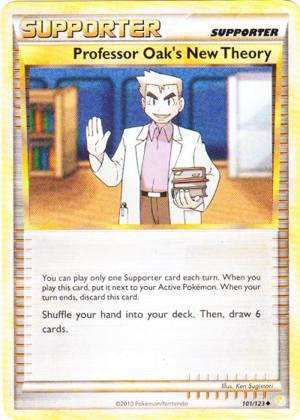 SUPPORTER SUPPORTER
Professor Oak's New Theory
You can play only one Supporter card each turn. When you
play this card, put it next to your Active Pokémon. When your
turn ends, discard this card.
Shuffle your hand into your deck. Then, draw 6
cards.
Illus. Ken Sugimori
©2010 Pokémon/Nintendo 101/123